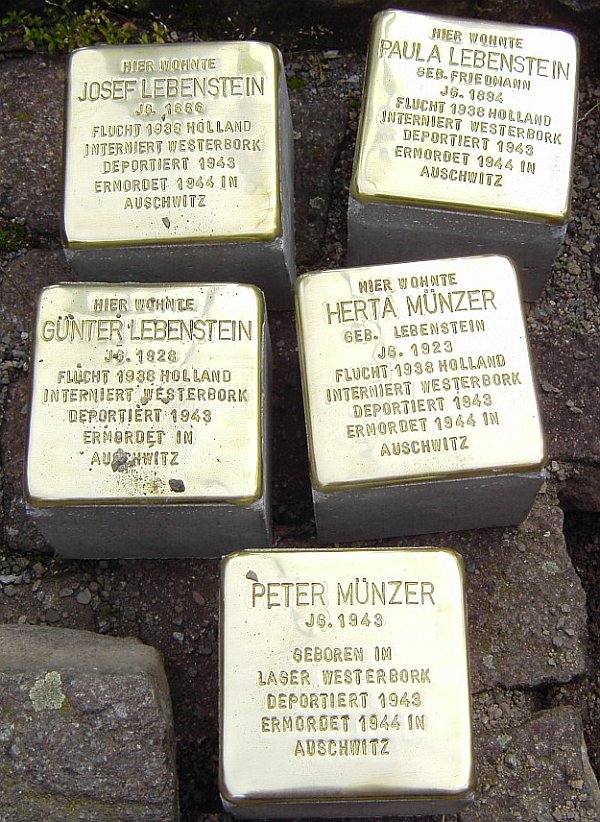 HIER WOHNTE
JOSEF LEBENSTEIN
JG. 1886
FLUCHT 1938 HOLLAND
INTERNIERT WESTERBORK
DEPORTIERT 1943
ERMORDET 1944 IN
AUSCHWITZ
HIER WOHNTE
PAULA LEBENSTEIN
GEB. FRIEDMANN
JG. 1894
FLUCHT 1938 HOLLAND
INTERNIERT WESTERBORK
DEPORTIERT 1943
ERMORDET 1944 IN
AUSCHWITZ
HIER WOHNTE
GÜNTER LEBENSTEIN
JG. 1928
FLUCHT 1938 HOLLAND
INTERNIERT WESTERBORK
DEPORTIERT 1943
ERMORDET IN
AUSCHWITZ
HIER WOHNTE
HERTA MÜNZER
GEB. LEBENSTEIN
JG. 1923
FLUCHT 1938 HOLLAND
INTERNIERT WESTERBORK
DEPORTIERT 1943
ERMORDET 1944 IN
AUSCHWITZ
PETER MÜNZER
JG. 1943
GEBOREN IM
LAGER WESTERBORK
DEPORTIERT 1943
ERMORDET 1944 IN
AUSCHWITZ